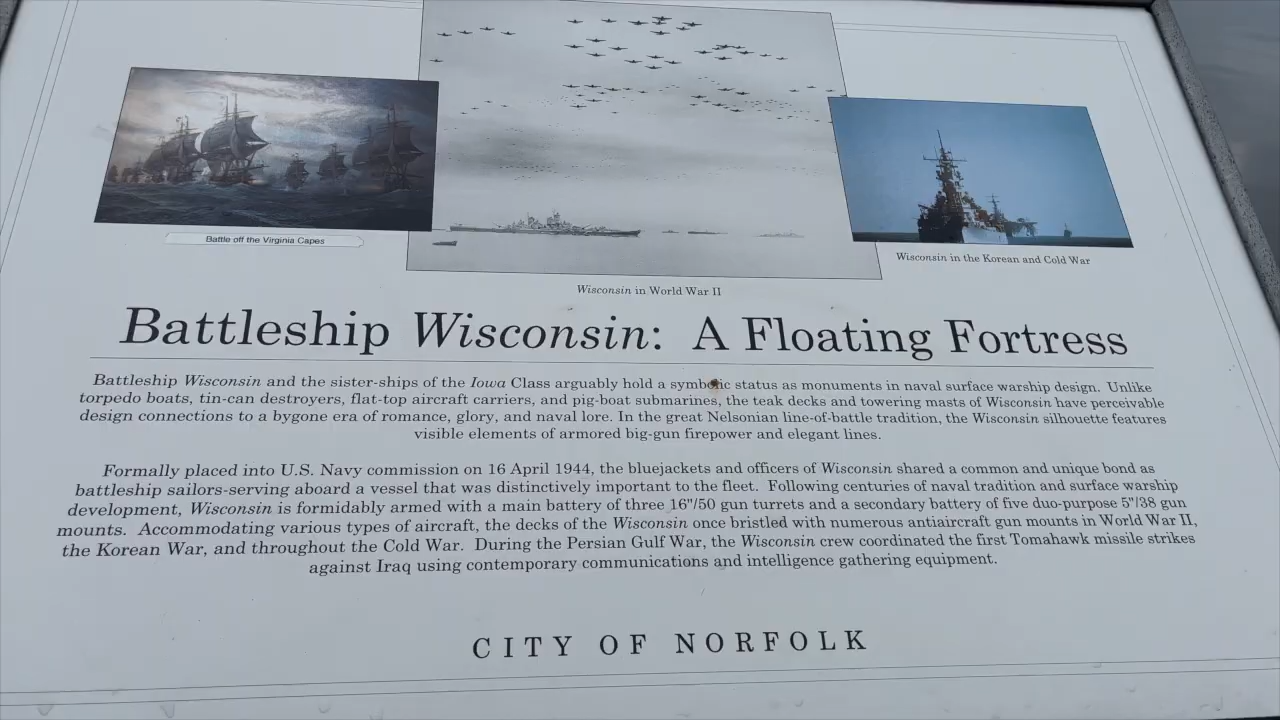 Battle off the Virginia Capes
Wisconsin in the Korean and Cold War
Wisconsin in World War II
Battleship Wisconsin: A Floating Fortress
Battleship Wisconsin and the sister-ships of the Iowa Class arguably hold a symbolic status as monuments in naval surface warship design. Unlike
torpedo boats, tin-can destroyers, flat-top aircraft carriers, and pig-boat submarines, the teak decks and towering masts of Wisconsin have perceivable
design connections to a bygone era of romance, glory, and naval lore. In the great Nelsonian line-of-battle tradition, the Wisconsin silhouette features
visible elements of armored big-gun firepower and elegant lines.
Formally placed into U.S. Navy commission on 16 April 1944, the bluejackets and officers of Wisconsin shared a common and unique bond as
battleship sailors-serving aboard a vessel that was distinctively important to the fleet. Following centuries of naval tradition and surface warship
development, Wisconsin is formidably armed with a main battery of three 16"/50 gun turrets and a secondary battery of five duo-purpose 5"/38 gun
mounts. Accommodating various types of aircraft, the decks of the Wisconsin once bristled with numerous antiaircraft gun mounts in World War II,
the Korean War, and throughout the Cold War. During the Persian Gulf War, the Wisconsin crew coordinated the first Tomahawk missile strikes
against Iraq using contemporary communications and intelligence gathering equipment.
CITY OF NORFOLK